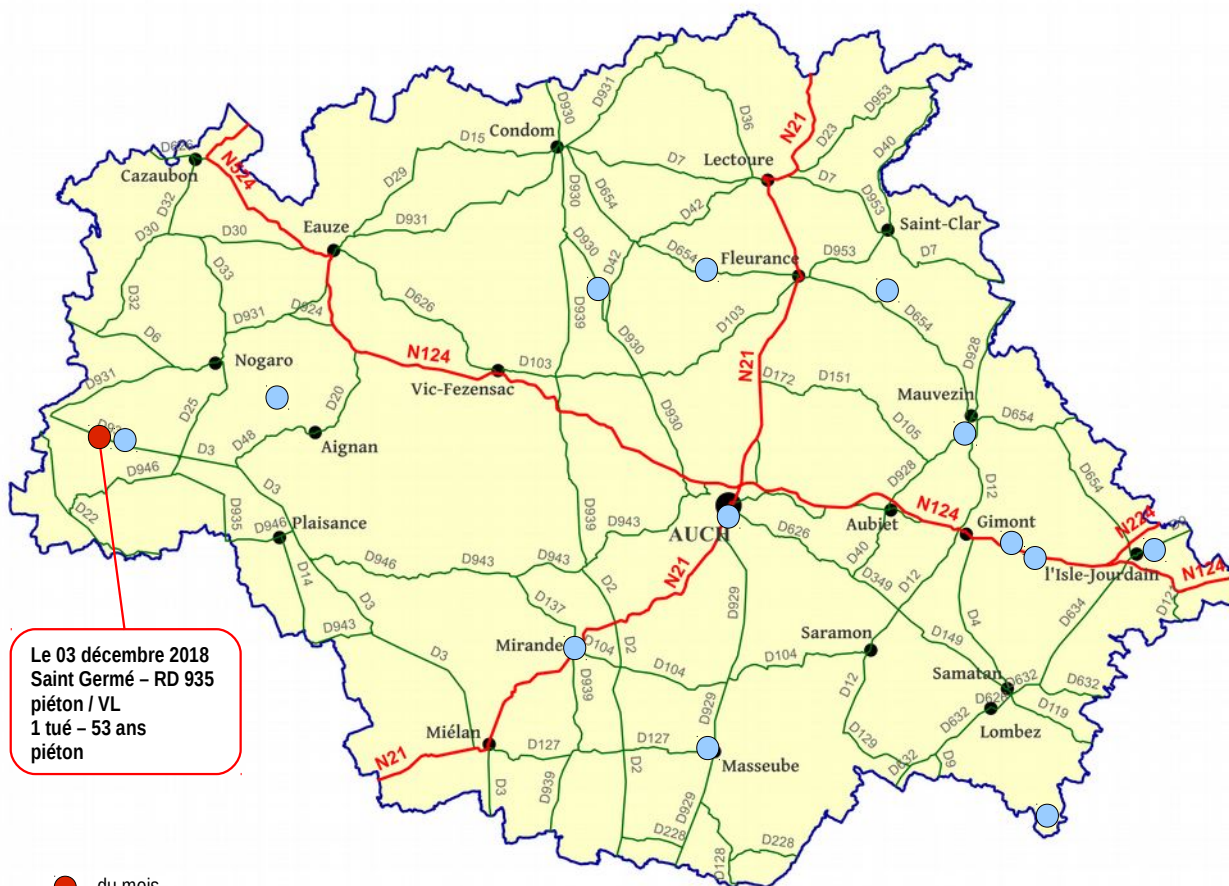 D931
D930
D953
D36
N21
D23
D626
N524
Condom
D15
D40
Cazaubon
D7
Lectoure
D7
D32
D29
D930
D654
D42
D953
D30
D30
Eauze
D931
Saint-Clar
D33
D930
D42
D654
Fleurance
D953
D7
D32
D931
D924
D626
D939
D103
D654
D6
D930
D928
Nogaro
N124
D103
N21
D931
Vic-Fezensac
D172
D151
D25
D20
Mauvezin
D654
D930
D105
D3
D48
Aignan
D946
D928
D12
D654
D3
D22
D935
D946
Plaisance
D939
D943
AUCH
D626
Aubiet
N124
Gimont
N224
D946
D943
D943
D40
D349
D12
l'Isle-Jourdain
N124
D14
D2
N21
D929
D137
D3
D4
D634
D943
Mirande
D104
D2
Saramon
D149
D3
D104
D104
Samatan
D632
D632
D939
D12
D628
D929
D632
D119
Lombez
Miélan
D127
D127
D129
N21
Masseube
D632
D9
D3
D939
D2
D929
D228
D228
D128
Le 03 décembre 2018
Saint Germé – RD 935
piéton / VL
1 tué – 53 ans
piéton
du mois